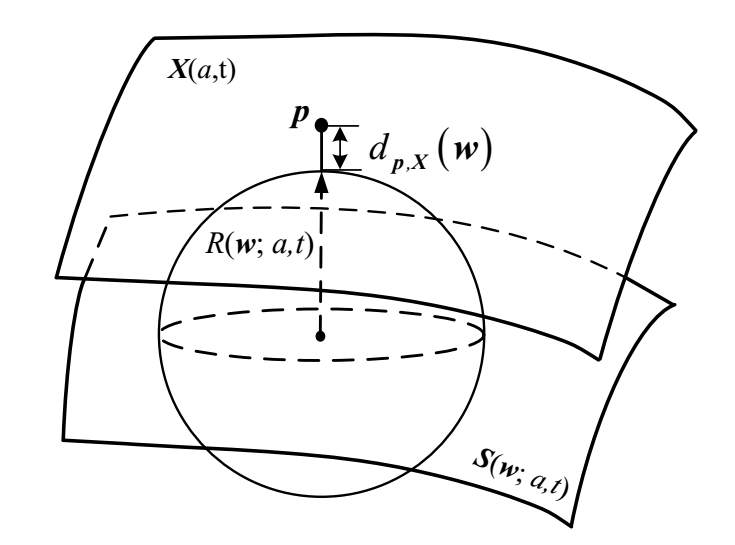 X(a,t)
p
d_{p,X}(w)
R(w; a,t)
S(w; a,t)